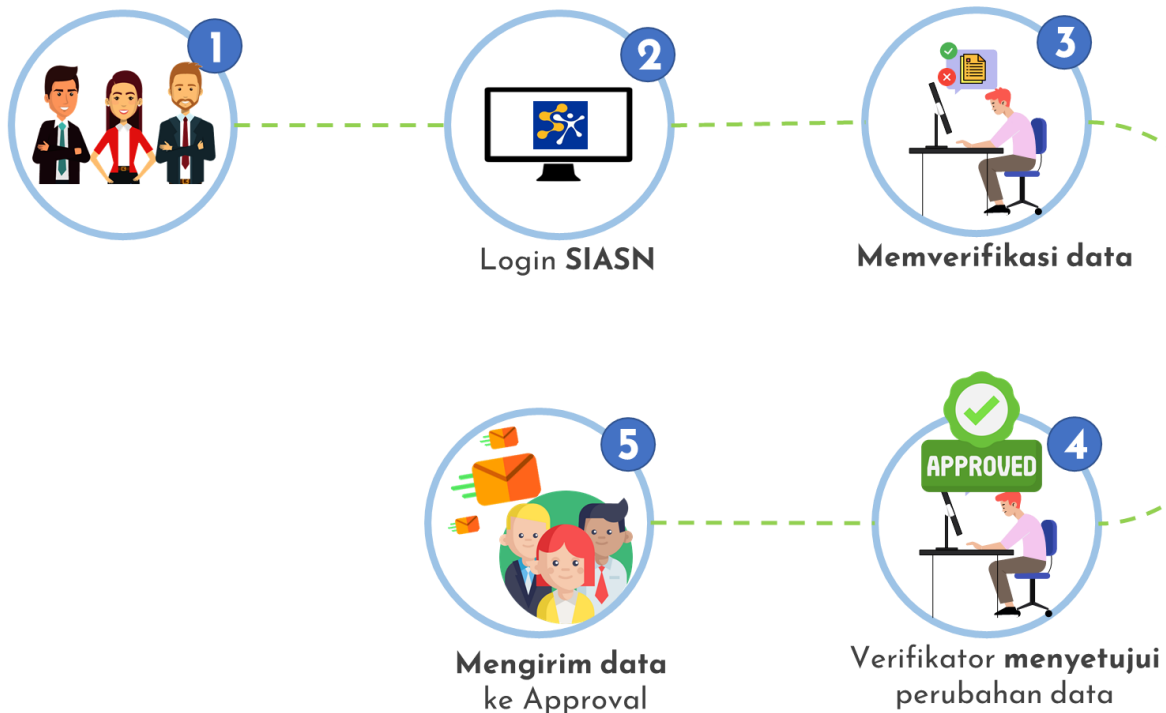 1
2
3
Login SIASN
Memverifikasi data
5
4
APPROVED
Mengirim data
ke Approval
Verifikator menyetujui
perubahan data